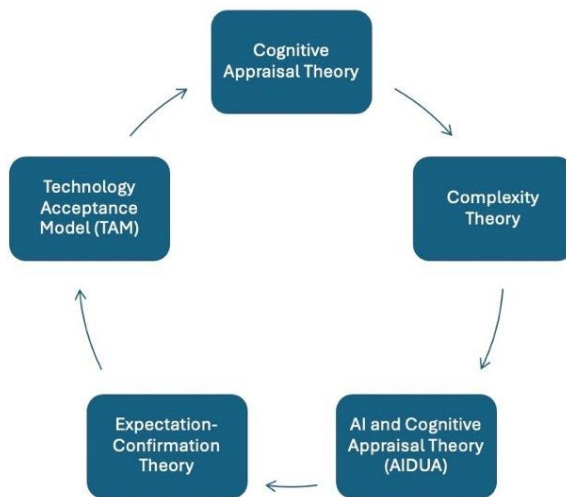 Cognitive
Appraisal Theory
Complexity
Theory
AI and Cognitive
Appraisal Theory
(AIDUA)
Expectation-
Confirmation
Theory
Technology
Acceptance
Model (TAM)